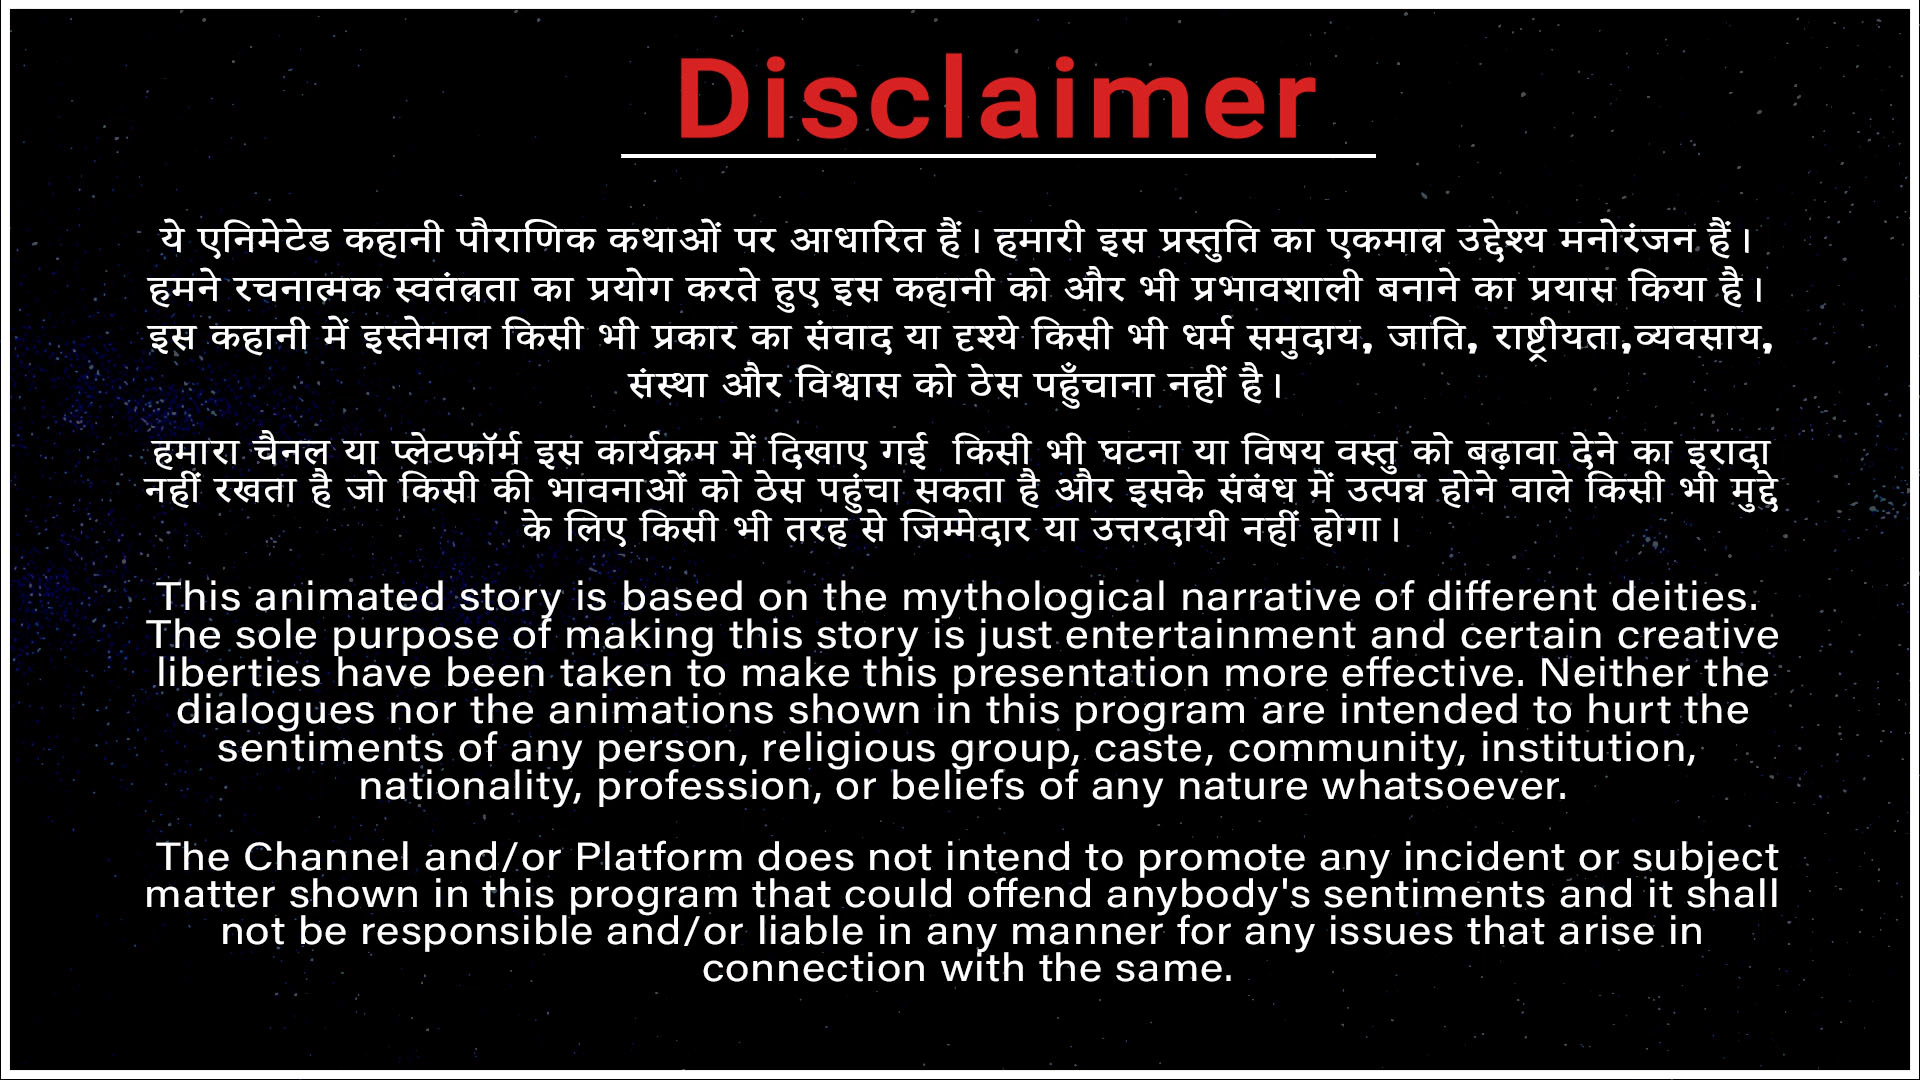 Disclaimer
ये एनिमेटेड कहानी पौराणिक कथाओं पर आधारित हैं। हमारी इस प्रस्तुति का एकमात्र उद्देश्य मनोरंजन हैं।
हमने रचनात्मक स्वतंत्रता का प्रयोग करते हुए इस कहानी को और भी प्रभावशाली बनाने का प्रयास किया है।
इस कहानी में इस्तेमाल किसी भी प्रकार का संवाद या दृश्ये किसी भी धर्म समुदाय, जाति, राष्ट्रीयता,व्यवसाय,
संस्था और विश्वास को ठेस पहुँचाना नहीं है।
हमारा चैनल या प्लेटफॉर्म इस कार्यक्रम में दिखाए गई किसी भी घटना या विषय वस्तु को बढ़ावा देने का इरादा
नहीं रखता है जो किसी की भावनाओं को ठेस पहुंचा सकता है और इसके संबंध में उत्पन्न होने वाले किसी भी मुद्दे
के लिए किसी भी तरह से जिम्मेदार या उत्तरदायी नहीं होगा।
This animated story is based on the mythological narrative of different deities.
The sole purpose of making this story is just entertainment and certain creative
liberties have been taken to make this presentation more effective. Neither the
dialogues nor the animations shown in this program are intended to hurt the
sentiments of any person, religious group, caste, community, institution,
nationality, profession, or beliefs of any nature whatsoever.
The Channel and/or Platform does not intend to promote any incident or subject
matter shown in this program that could offend anybody's sentiments and it shall
not be responsible and/or liable in any manner for any issues that arise in
connection with the same.